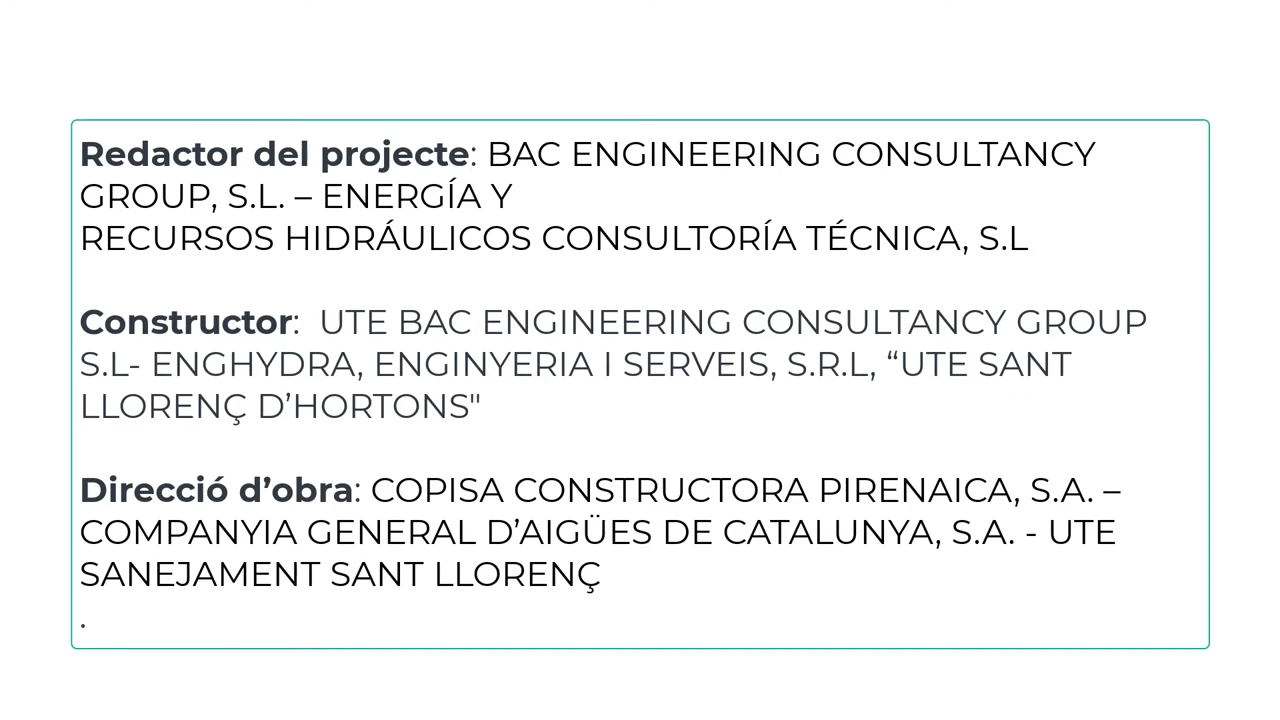 Redactor del projecte: BAC ENGINEERING CONSULTANCY
GROUP, S.L. – ENERGÍA Y
RECURSOS HIDRÁULICOS CONSULTORÍA TÉCNICA, S.L
Constructor:  UTE BAC ENGINEERING CONSULTANCY GROUP
S.L- ENGHYDRA, ENGINYERIA I SERVEIS, S.R.L, “UTE SANT
LLORENÇ D’HORTONS"
Direcció d’obra: COPISA CONSTRUCTORA PIRENAICA, S.A. –
COMPANYIA GENERAL D’AIGÜES DE CATALUNYA, S.A. - UTE
SANEJAMENT SANT LLORENÇ
.